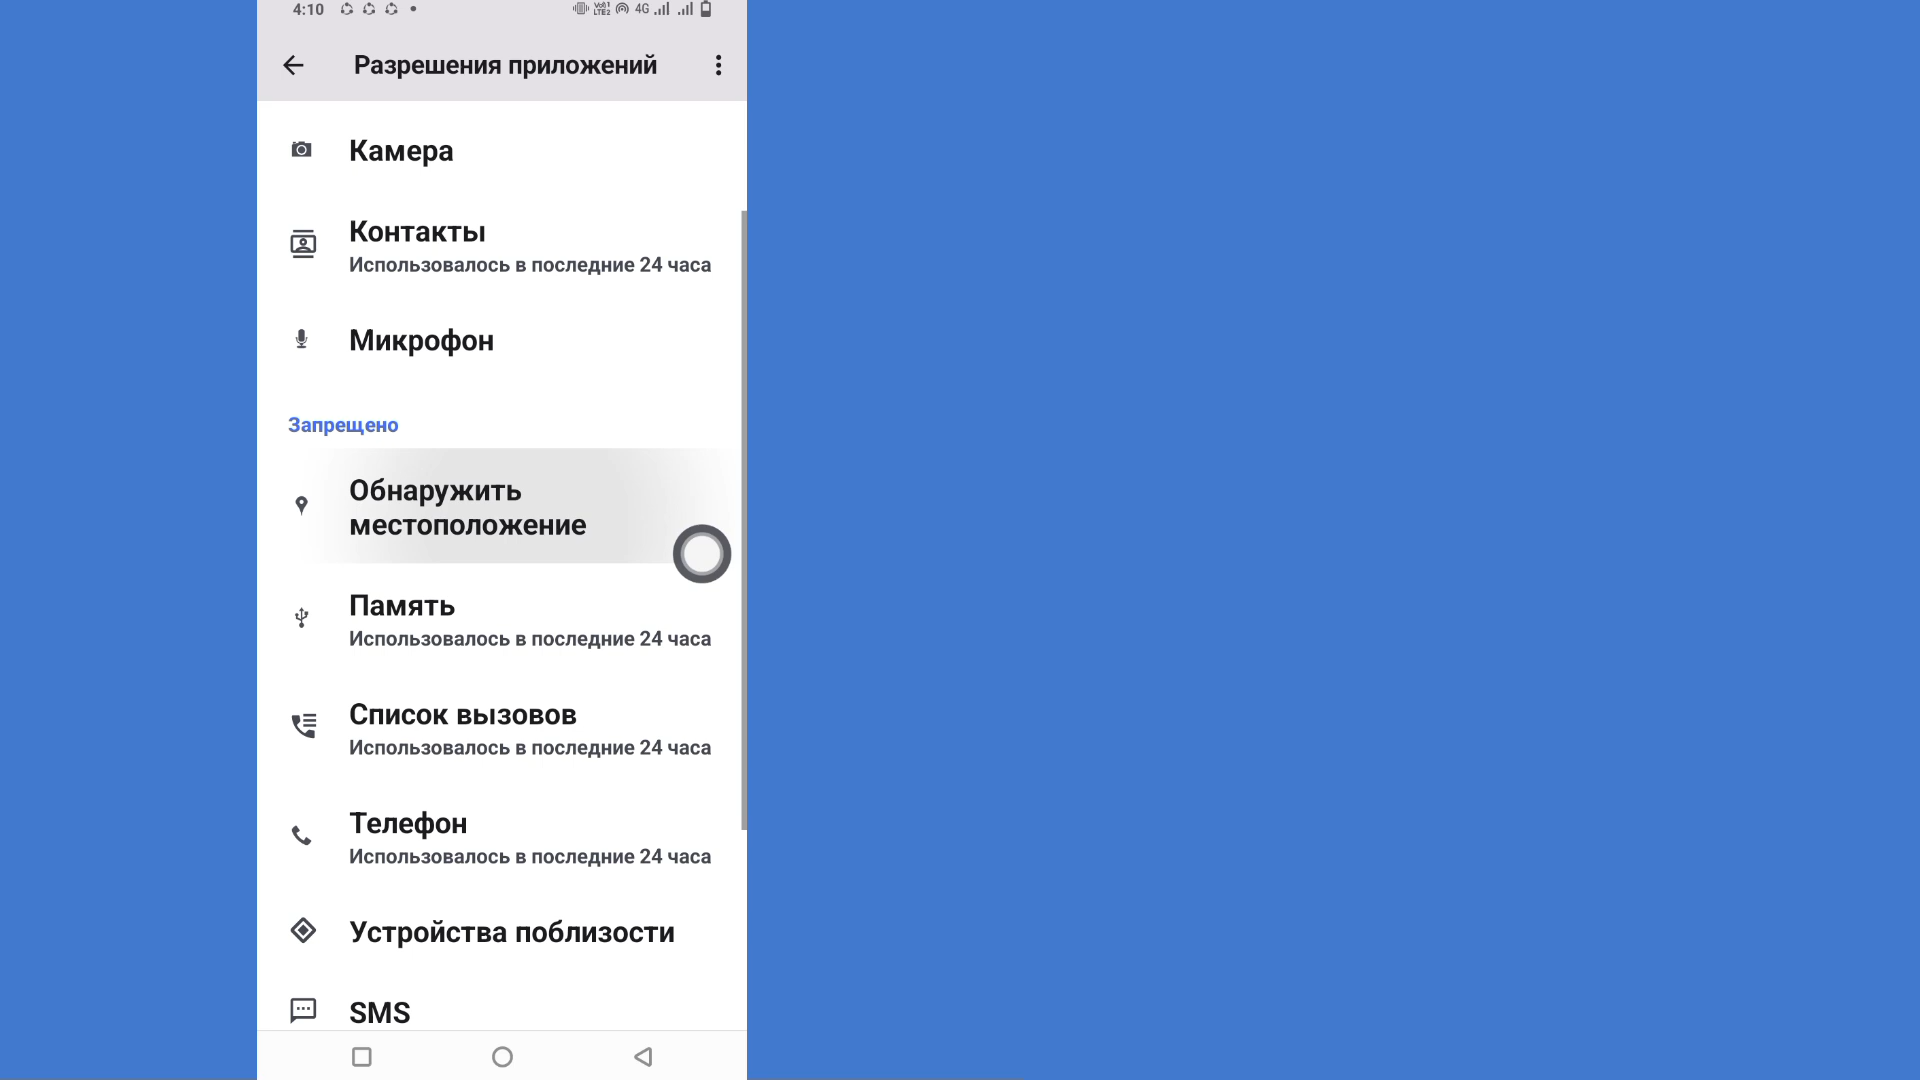 4:10 4G
Разрешения приложений
Камера
Контакты
Использовалось в последние 24 часа
Микрофон
Запрещено
Обнаружить
местоположение
Память
Использовалось в последние 24 часа
Список вызовов
Использовалось в последние 24 часа
Телефон
Использовалось в последние 24 часа
Устройства поблизости
SMS